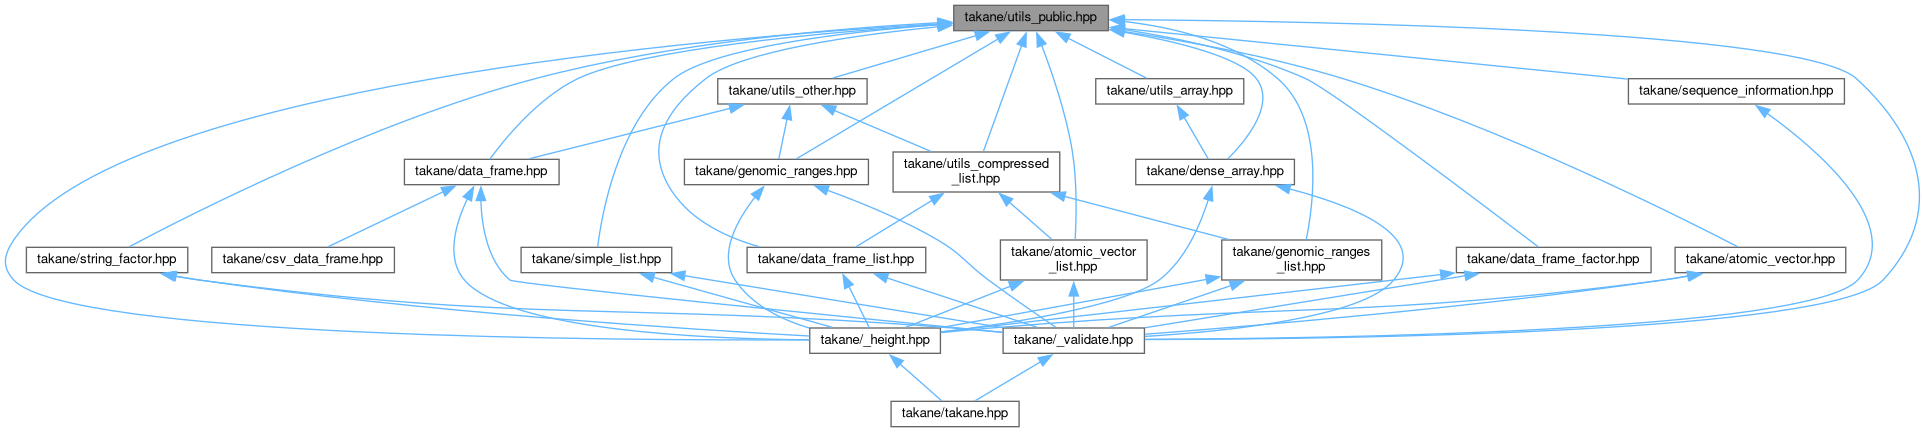 takane/utils_public.hpp
takane/utils_other.hpp
takane/utils_array.hpp
takane/sequence_information.hpp
takane/data_frame.hpp
takane/genomic_ranges.hpp
takane/utils_compressed
_list.hpp
takane/dense_array.hpp
takane/string_factor.hpp
takane/csv_data_frame.hpp
takane/simple_list.hpp
takane/data_frame_list.hpp
takane/atomic_vector
_list.hpp
takane/genomic_ranges
_list.hpp
takane/data_frame_factor.hpp
takane/atomic_vector.hpp
takane/_height.hpp
takane/_validate.hpp
takane/takane.hpp